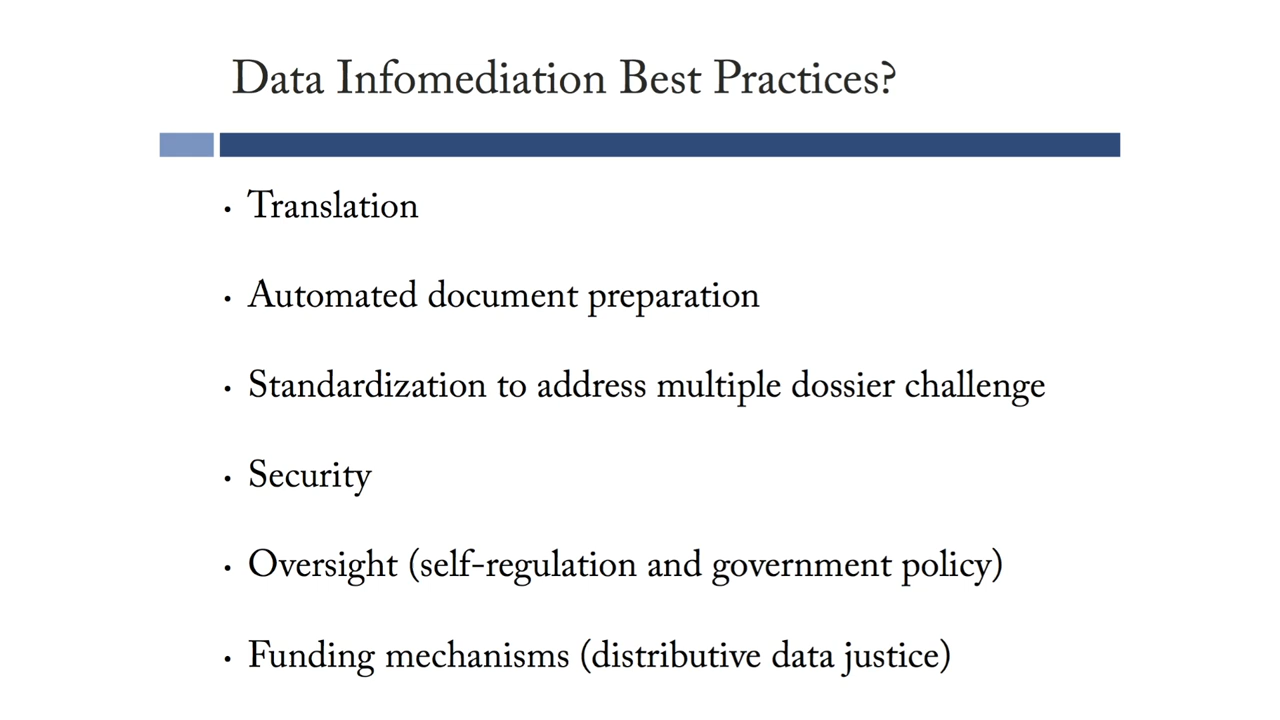 Data Infomediation Best Practices?
• Translation
• Automated document preparation
• Standardization to address multiple dossier challenge
• Security
• Oversight (self-regulation and government policy)
• Funding mechanisms (distributive data justice)